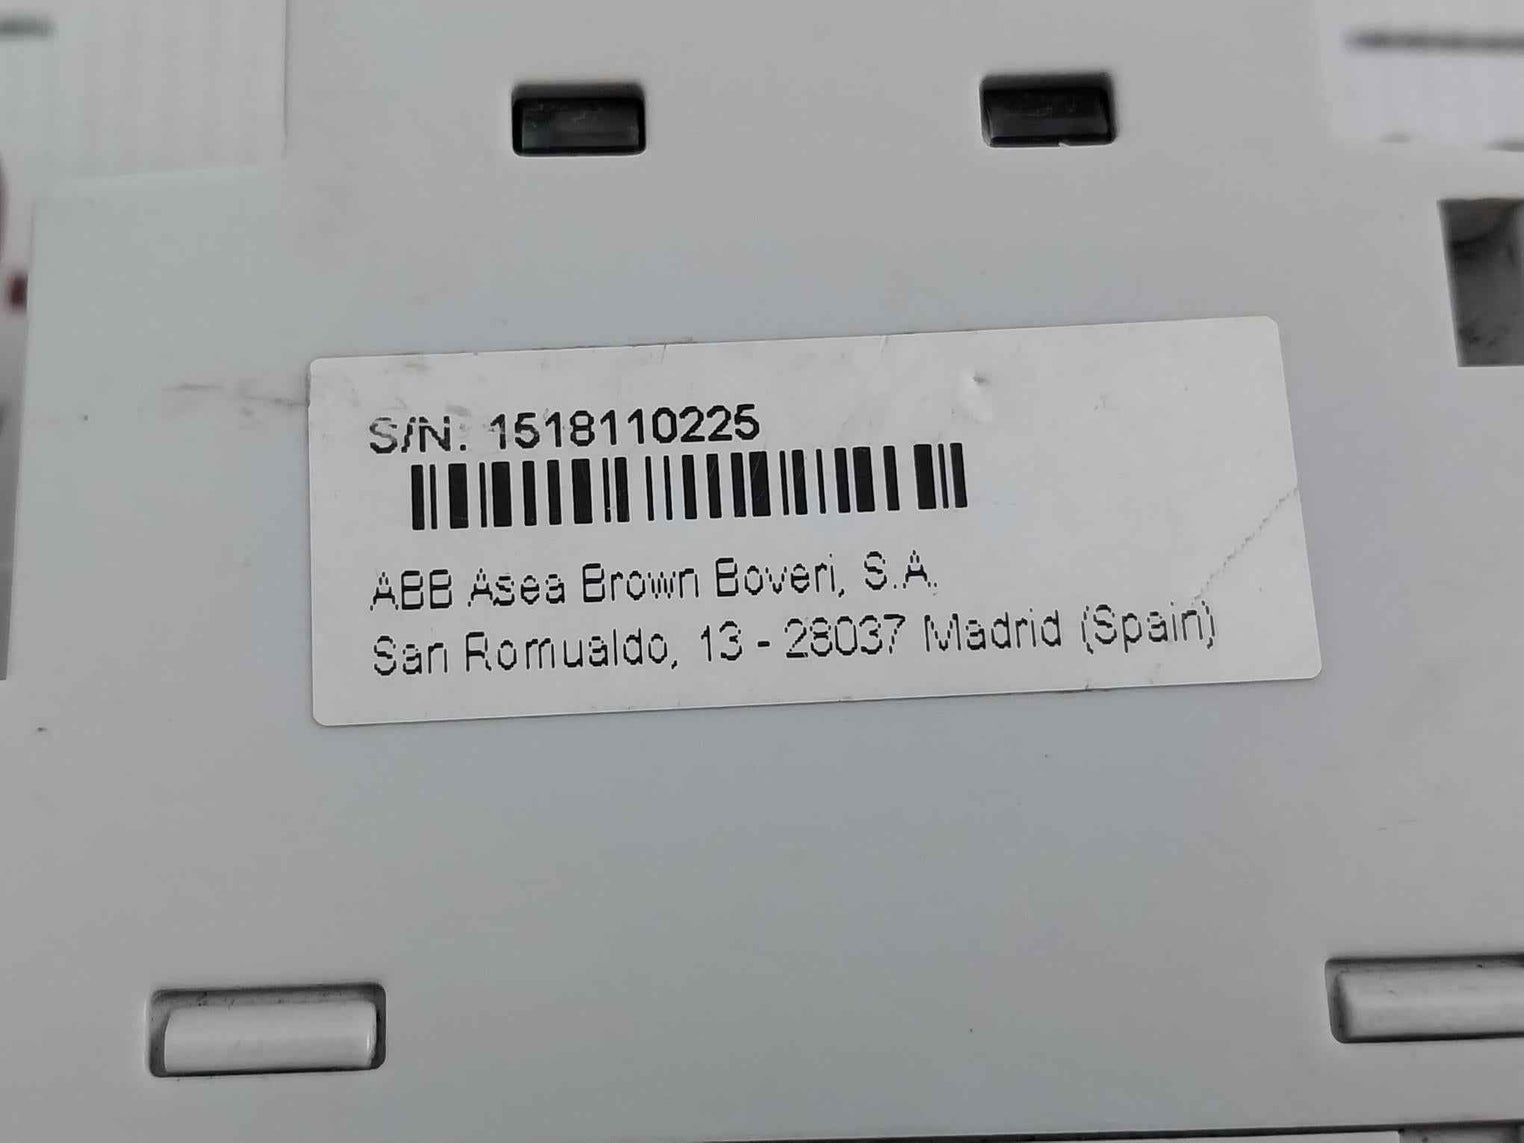 S/N: 1518110225
ABB Asea Brown Boveri, S.A.
San Romualdo, 13 - 28037 Madrid (Spain)